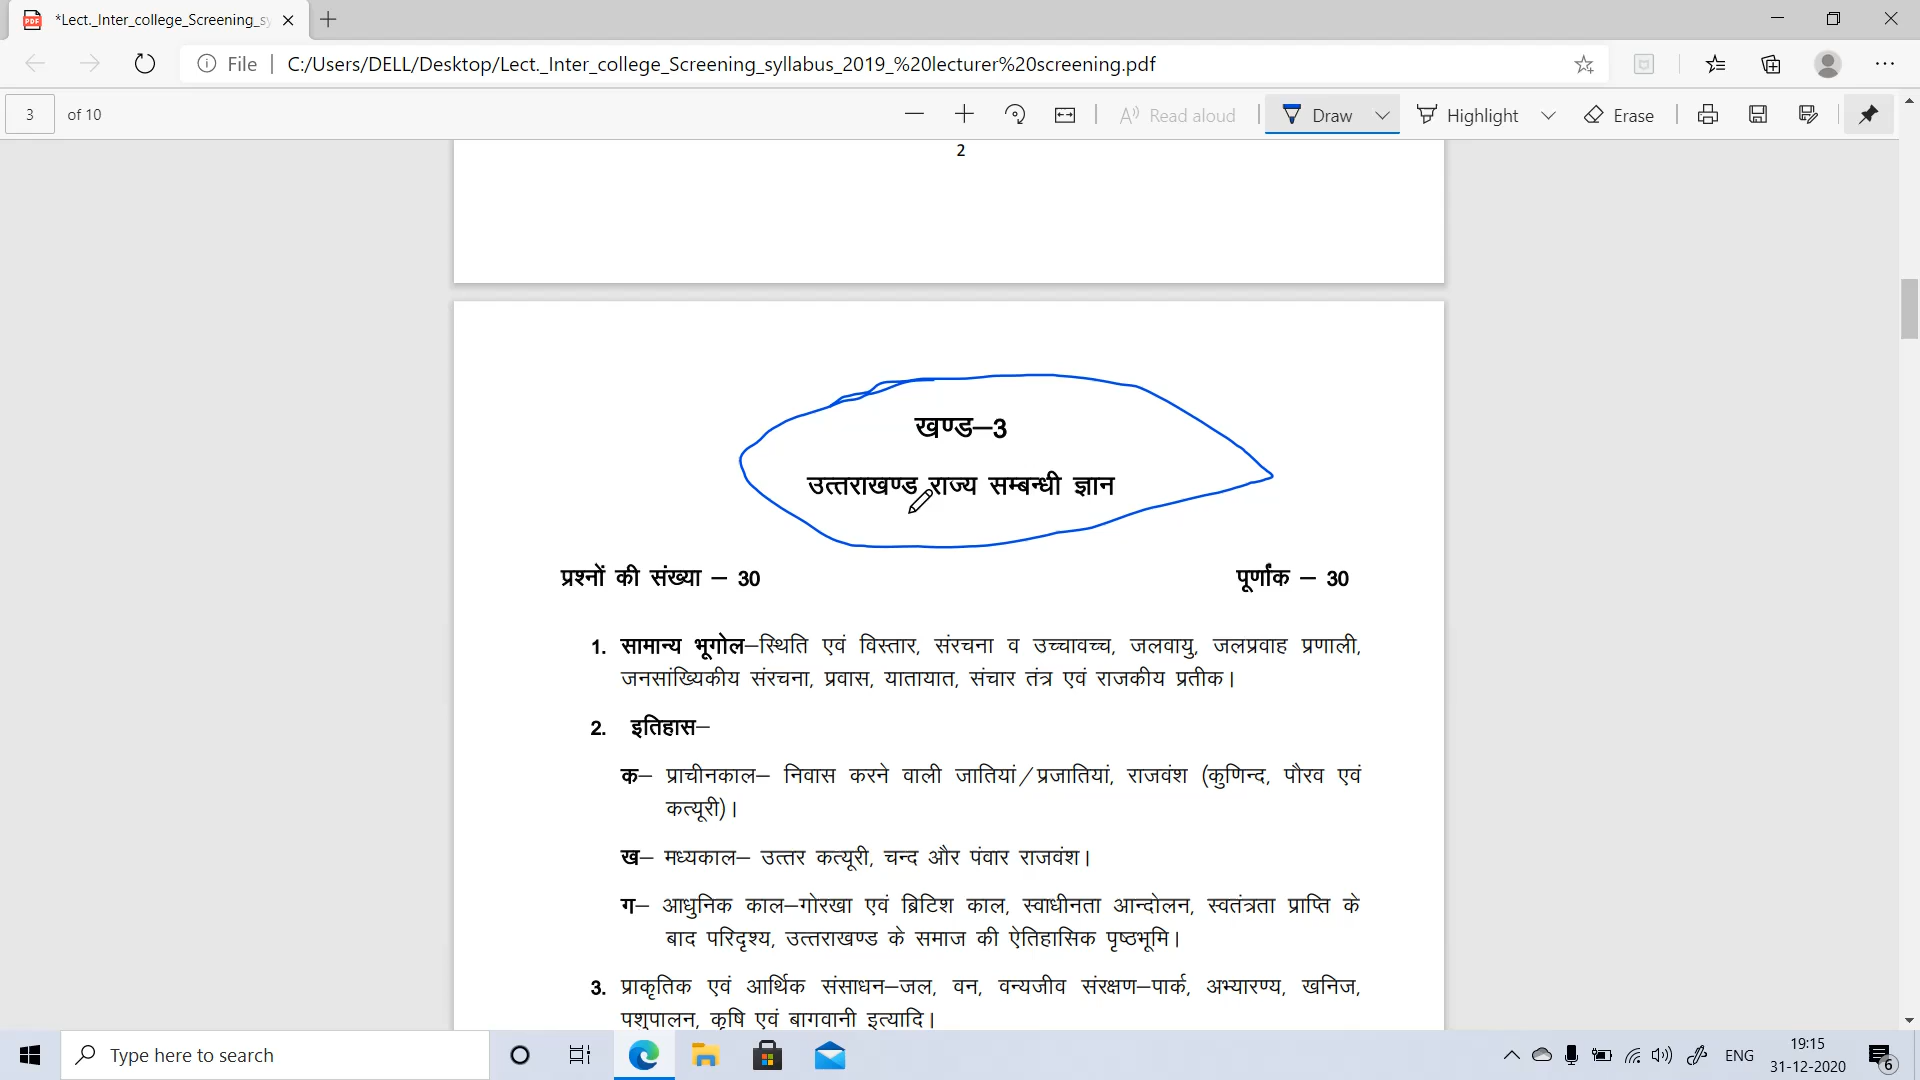 *Lect._Inter_college_Screening_sy
File
C:/Users/DELL/Desktop/Lect._Inter_college_Screening_syllabus_2019_%20lecturer%20screening.pdf
3 of 10
Read aloud
Draw
Highlight
Erase
2
खण्ड–3
उत्तराखण्ड राज्य सम्बन्धी ज्ञान
प्रश्नों की संख्या – 30 पूर्णांक – 30
1. सामान्य भूगोल–स्थिति एवं विस्तार, संरचना व उच्चावच्च, जलवायु, जलप्रवाह प्रणाली,
जनसांख्यिकीय संरचना, प्रवास, यातायात, संचार तंत्र एवं राजकीय प्रतीक।
2. इतिहास–
क– प्राचीनकाल– निवास करने वाली जातियां/प्रजातियां, राजवंश (कुणिन्द, पौरव एवं
कत्यूरी)।
ख– मध्यकाल– उत्तर कत्यूरी, चन्द और पंवार राजवंश।
ग– आधुनिक काल–गोरखा एवं ब्रिटिश काल, स्वाधीनता आन्दोलन, स्वतंत्रता प्राप्ति के
बाद परिदृश्य, उत्तराखण्ड के समाज की ऐतिहासिक पृष्ठभूमि।
3. प्राकृतिक एवं आर्थिक संसाधन–जल, वन, वन्यजीव संरक्षण–पार्क, अभ्यारण्य, खनिज,
पशुपालन, कृषि एवं बागवानी इत्यादि।
Type here to search
ENG
19:15
31-12-2020
6